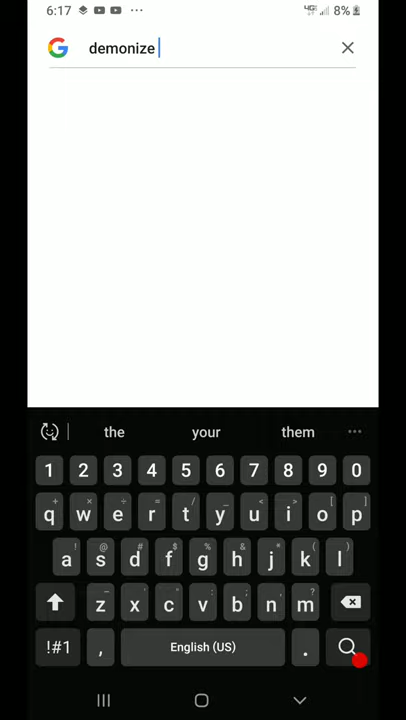 6:17 ... 4G 8%
G demonize
the your them ...
1 2 3 4 5 6 7 8 9 0
q w e r t y u i o p
a s d f g h j k l
z x c v b n m
!#1 , English (US) .